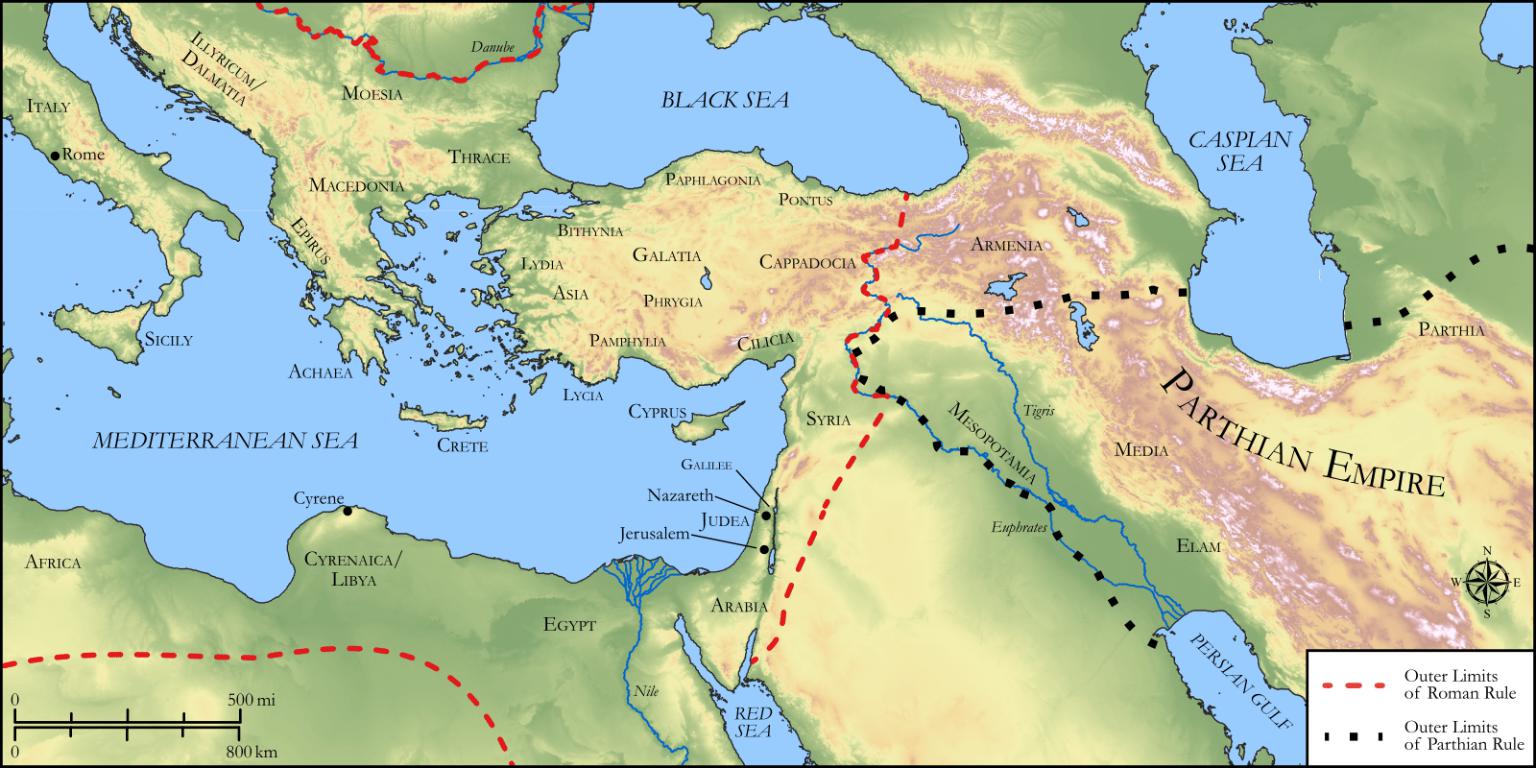 Danube
ILLYRICUM/
DALMATIA
MOESIA
BLACK SEA
ITALY
Rome
CASPIAN
SEA
THRACE
MACEDONIA
PAPHLAGONIA
PONTUS
EPIRUS
BITHYNIA
GALATIA
CAPPADOCIA
ARMENIA
LYDIA
ASIA
PHRYGIA
SICILY
PAMPHYLIA
CILICIA
PARTHIA
ACHAEA
LYCIA
CYPRUS
SYRIA
MESOPOTAMIA
Tigris
PARTHIAN EMPIRE
MEDITERRANEAN SEA
CRETE
MEDIA
GALILEE
Nazareth
Cyrene
JUDEA
Jerusalem
Euphrates
ELAM
AFRICA
CYRENAICA/
LIBYA
N
W E
S
ARABIA
EGYPT
Nile
RED
SEA
PERSIAN GULF
0 500 mi
0 800 km
Outer Limits
of Roman Rule
Outer Limits
of Parthian Rule